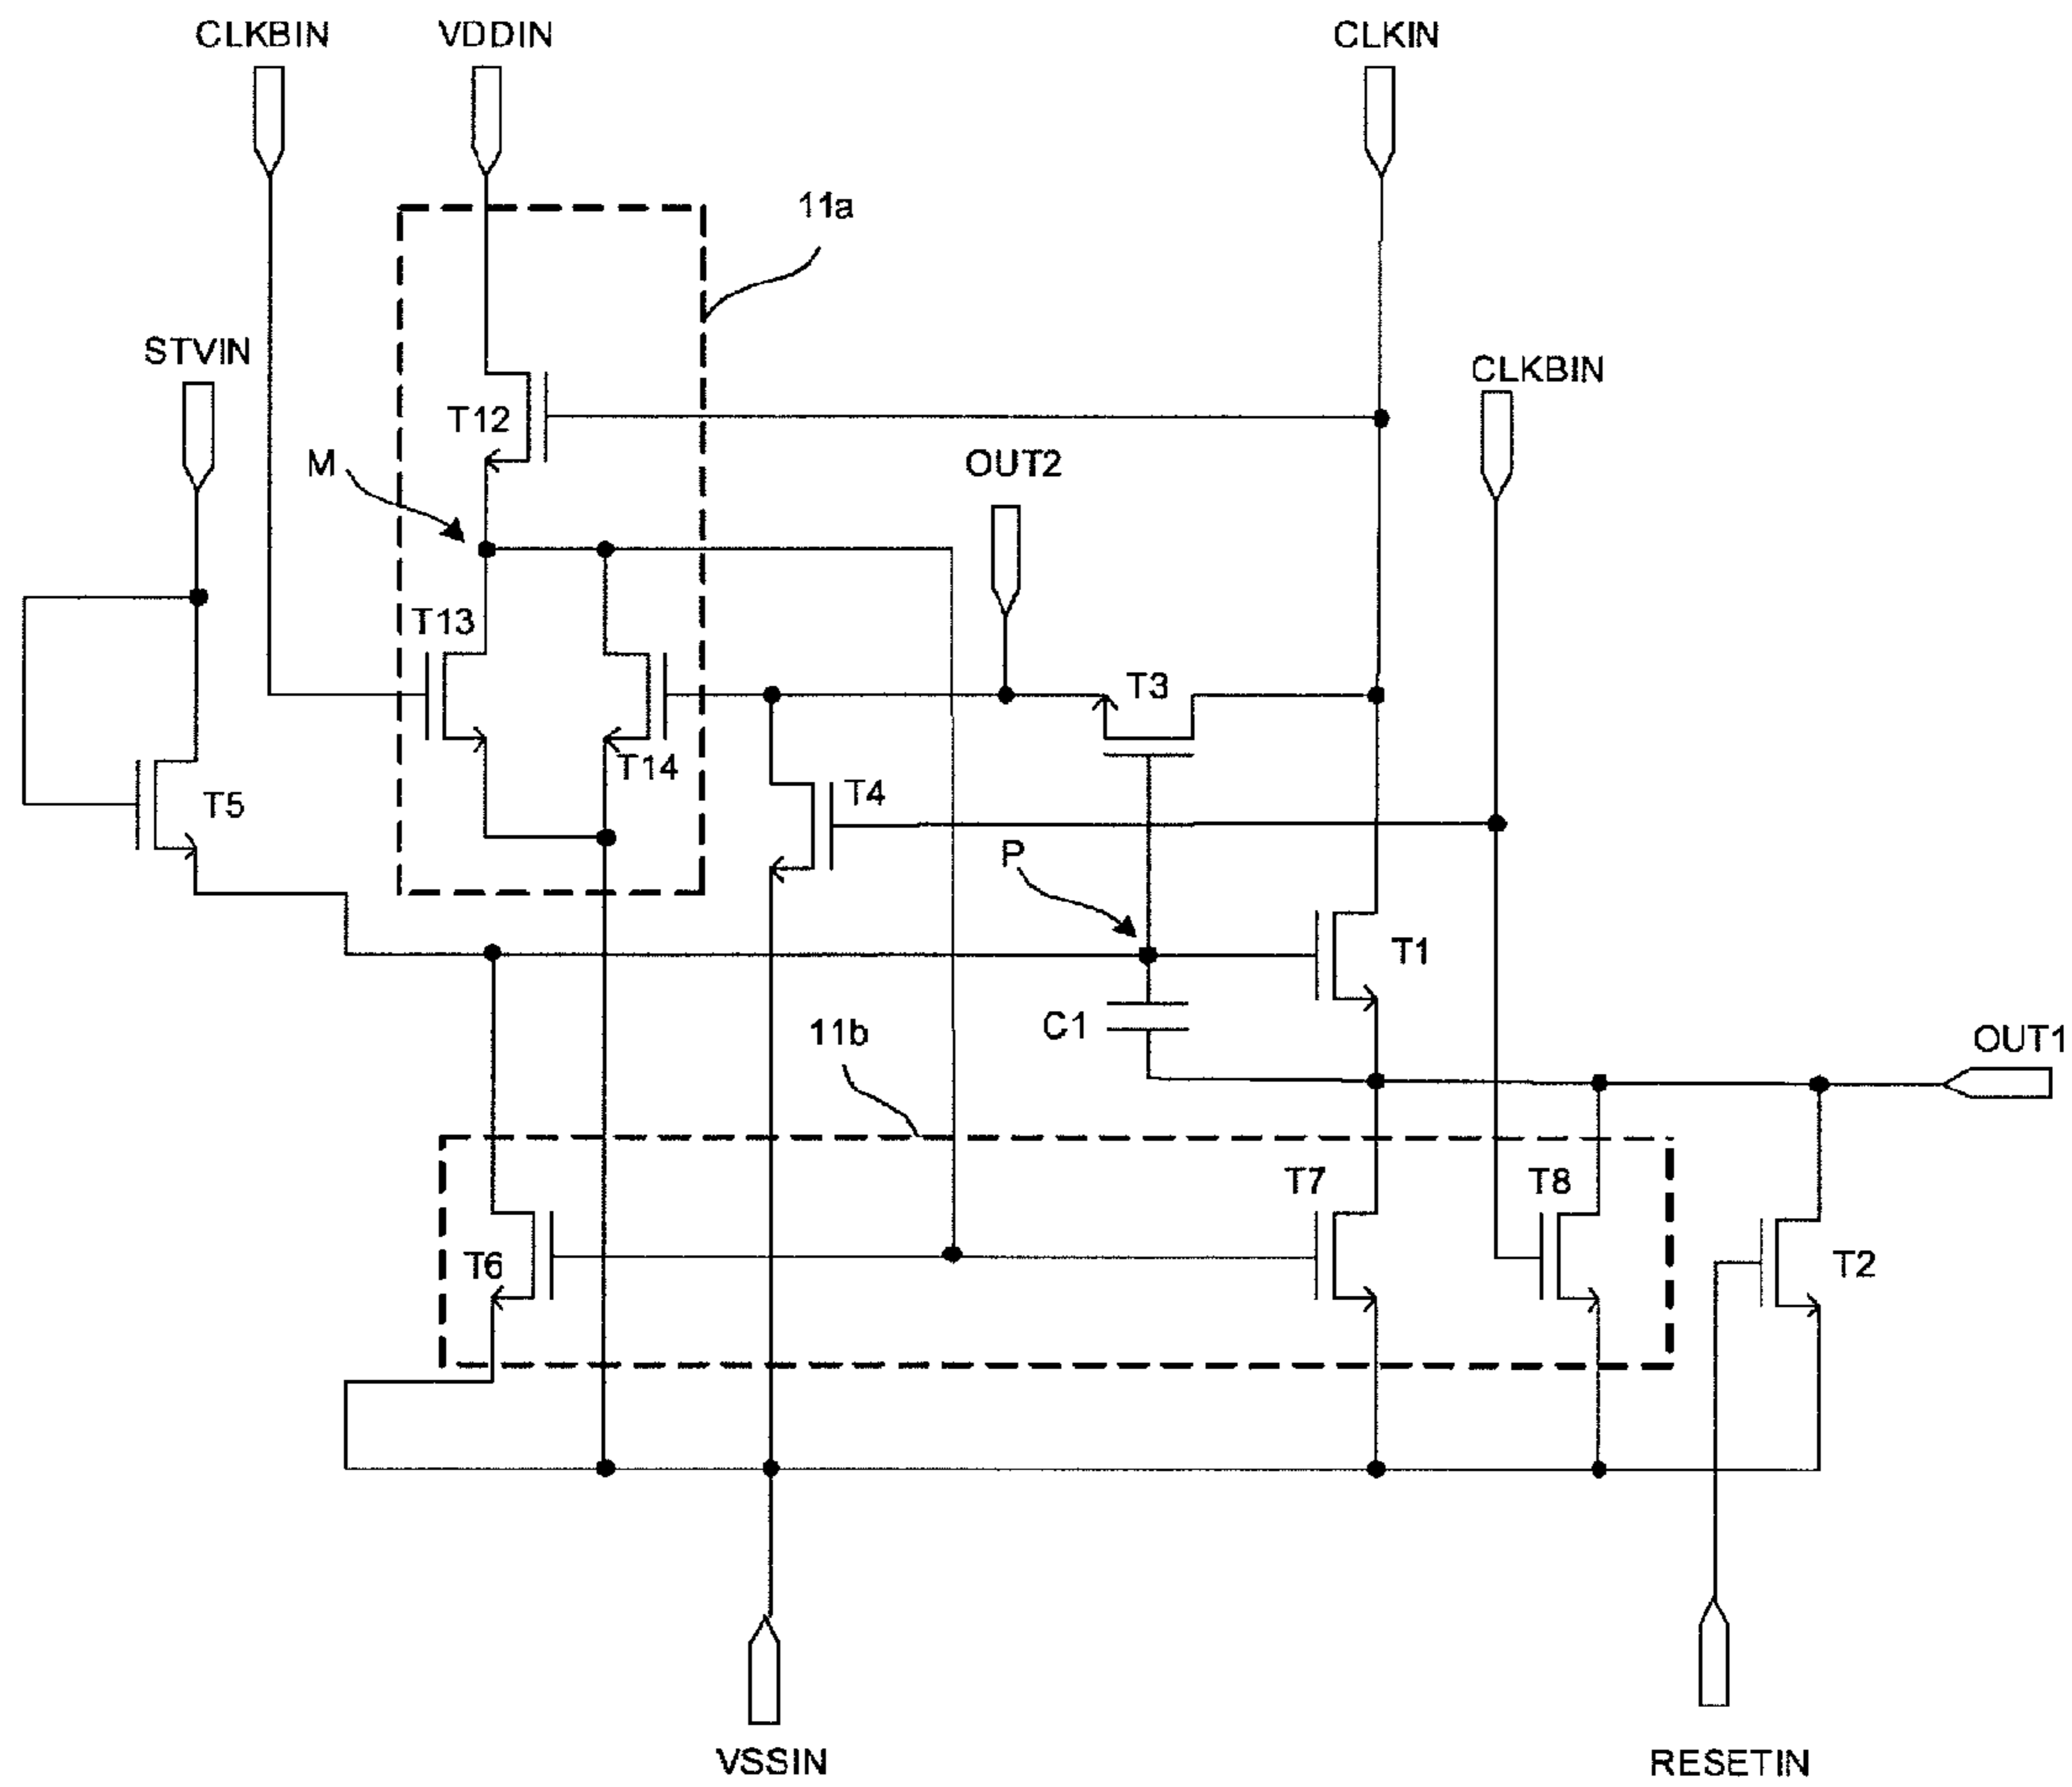 CLKBIN
VDDIN
CLKIN
11a
STVIN
CLKBIN
T12
M
OUT2
T13
T3
T14
T5
T4
P
T1
C1
11b
OUT1
T7
T8
T6
T2
VSSIN
RESETIN